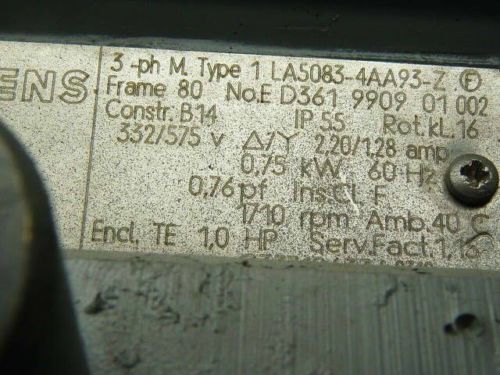 ENS
3-ph M. Type 1 LA5083-4AA93-Z F
Frame 80 No.E D361 9909 01 002
Constr. B14 IP 55 Rot.kL.16
332/575 v Δ/Y 2,20/1,28 amp
0,75 kW 60 Hz
0,76 pf Ins.Cl. F
1710 rpm Amb. 40 C
Encl. TE 1,0 HP Serv.Fact.1,15